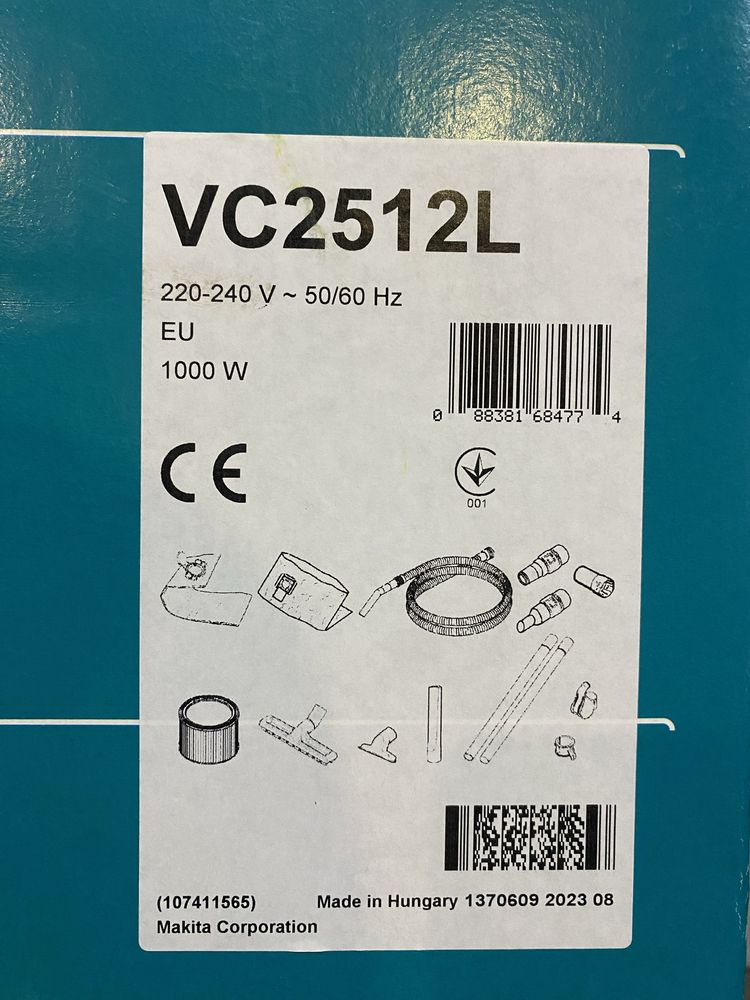 VC2512L
220-240 V ~ 50/60 Hz
EU
1000 W
0 88381 68477 4
CE
001
(107411565) Made in Hungary 1370609 2023 08
Makita Corporation